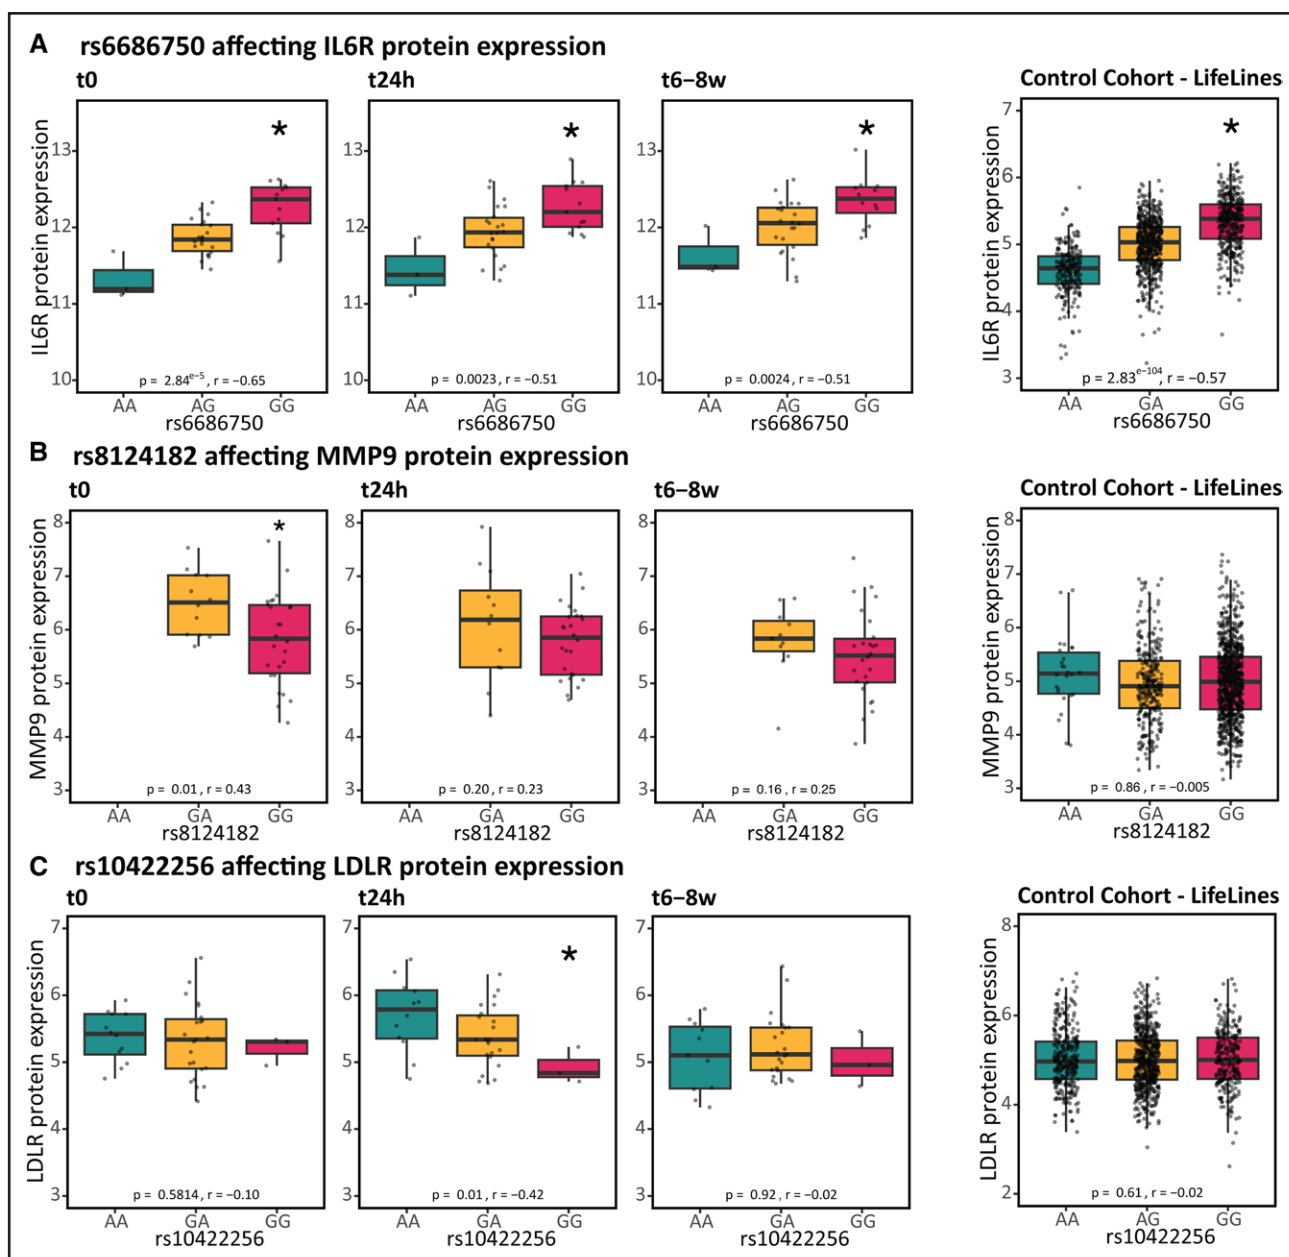 A rs6686750 affecting IL6R protein expression
t0 t24h t6–8w Control Cohort - LifeLines
IL6R protein expression
13
12
11
10
*
p = 2.84e−5 , r = −0.65
AA AG GG
rs6686750
13
12
11
10
*
p = 0.0023 , r = −0.51
AA AG GG
rs6686750
13
12
11
10
*
p = 0.0024 , r = −0.51
AA AG GG
rs6686750
IL6R protein expression
7
6
5
4
3
*
p = 2.83e−104 , r = −0.57
AA GA GG
rs6686750
B rs8124182 affecting MMP9 protein expression
t0 t24h t6–8w Control Cohort - LifeLines
MMP9 protein expression
8
7
6
5
4
3
*
p = 0.01 , r = 0.43
AA GA GG
rs8124182
8
7
6
5
4
3
p = 0.20 , r = 0.23
AA GA GG
rs8124182
8
7
6
5
4
3
p = 0.16 , r = 0.25
AA GA GG
rs8124182
MMP9 protein expression
8
7
6
5
4
3
p = 0.86 , r = −0.005
AA GA GG
rs8124182
C rs10422256 affecting LDLR protein expression
t0 t24h t6–8w Control Cohort - LifeLines
LDLR protein expression
7
6
5
4
3
p = 0.5814 , r = −0.10
AA GA GG
rs10422256
7
6
5
4
3
*
p = 0.01 , r = −0.42
AA GA GG
rs10422256
7
6
5
4
3
p = 0.92 , r = −0.02
AA GA GG
rs10422256
LDLR protein expression
8
7
6
5
4
2
p = 0.61 , r = −0.02
AA AG GG
rs10422256